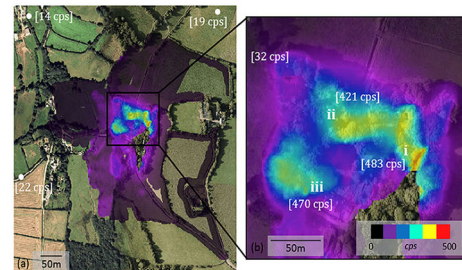 [14 cps]
[19 cps]
[22 cps]
(a)
50m
[32 cps]
[421 cps]
ii
i
[483 cps]
iii
[470 cps]
0
cps
500
(b)
50m